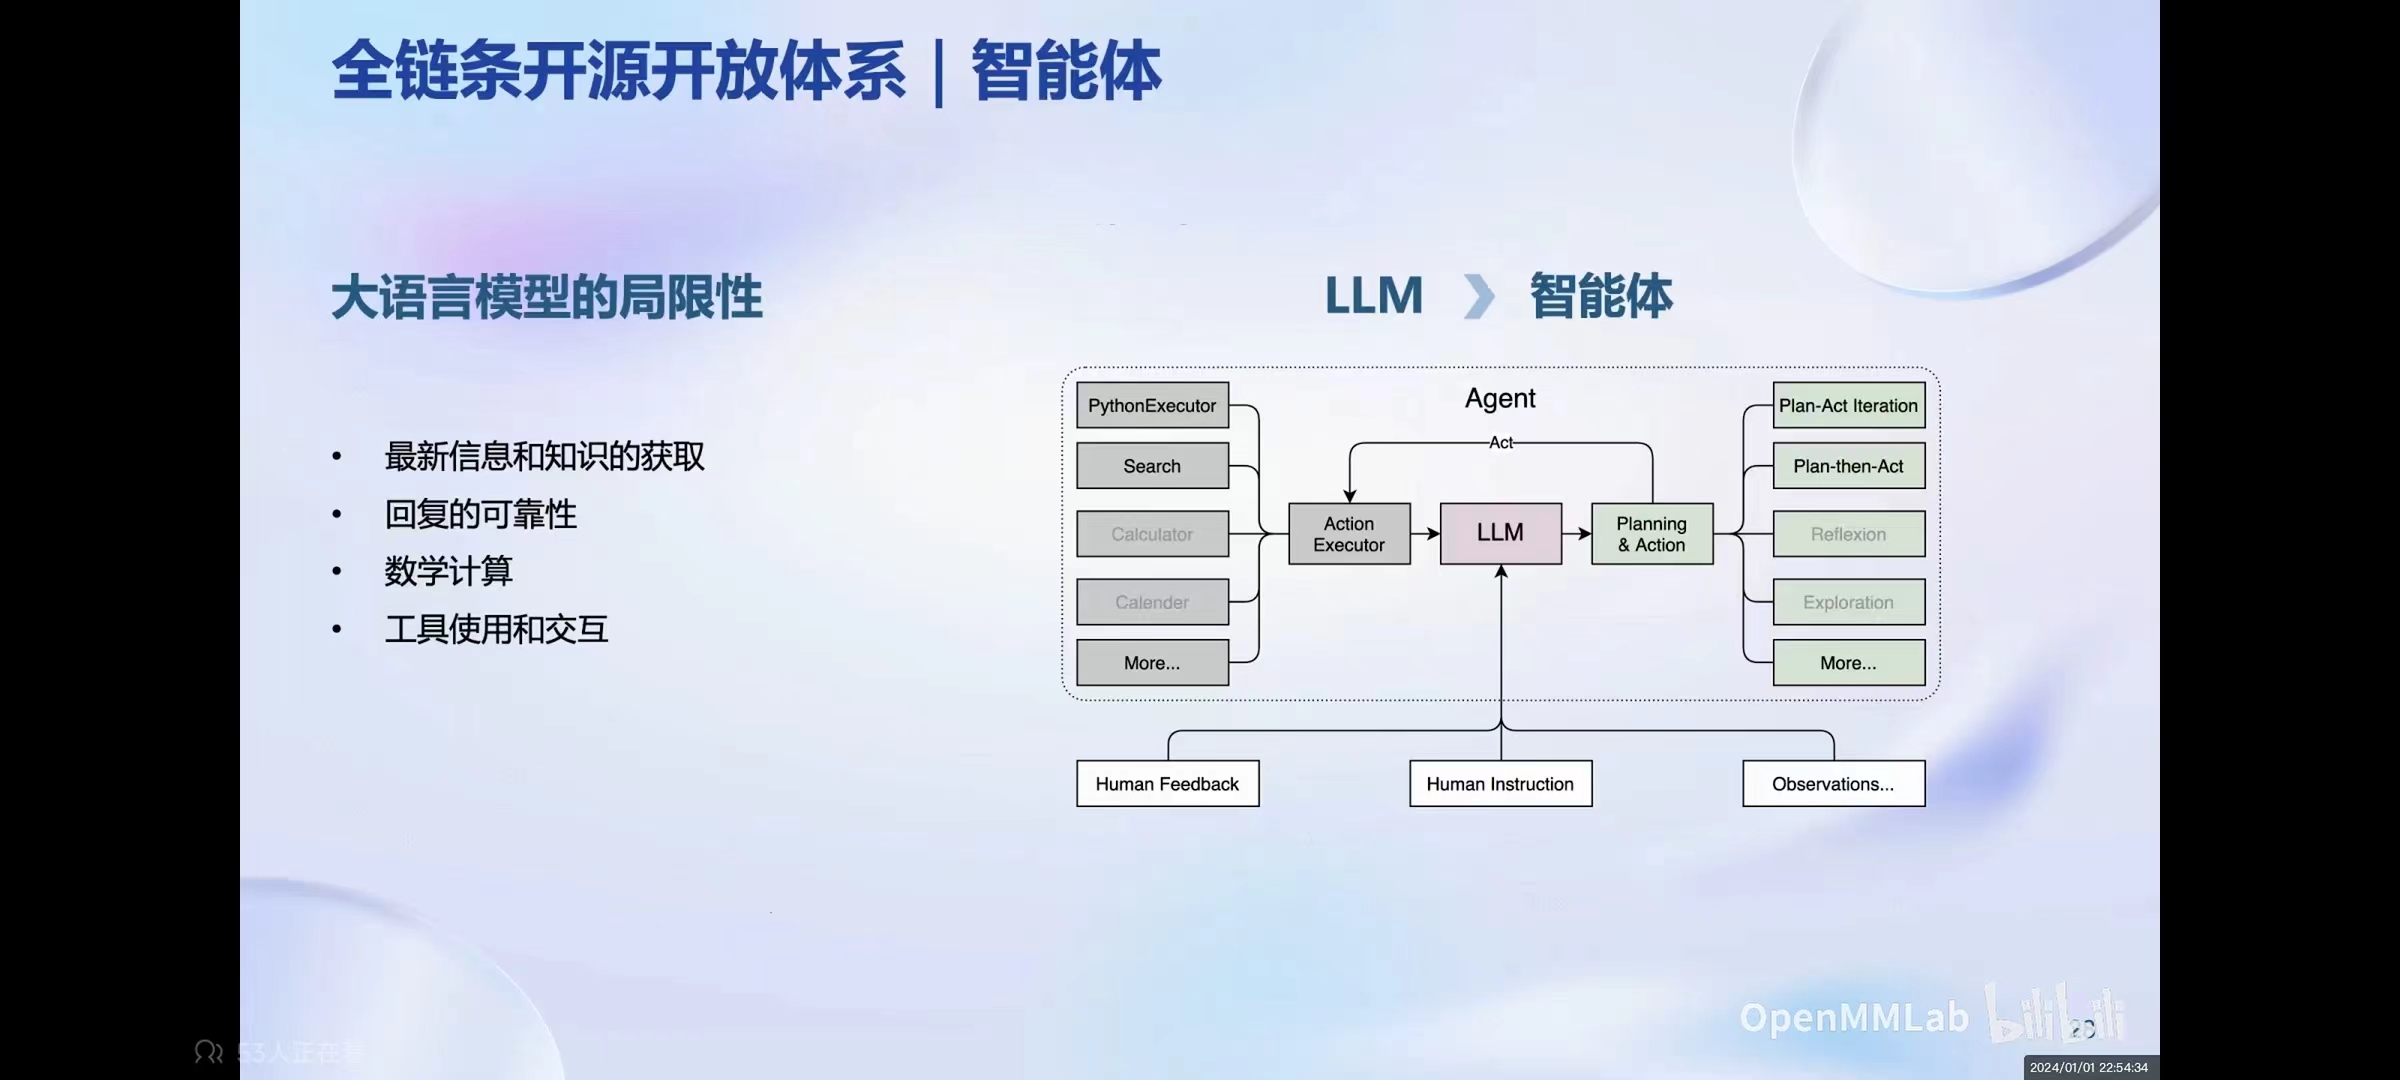 全链条开源开放体系 | 智能体
大语言模型的局限性
• 最新信息和知识的获取
• 回复的可靠性
• 数学计算
• 工具使用和交互
LLM 智能体
Agent
Act
PythonExecutor
Search
Calculator
Calender
More...
Action
Executor
LLM
Planning
& Action
Plan-Act Iteration
Plan-then-Act
Reflexion
Exploration
More...
Human Feedback
Human Instruction
Observations...
OpenMMLab bilibili
53人正在看
2024/01/01 22:54:34